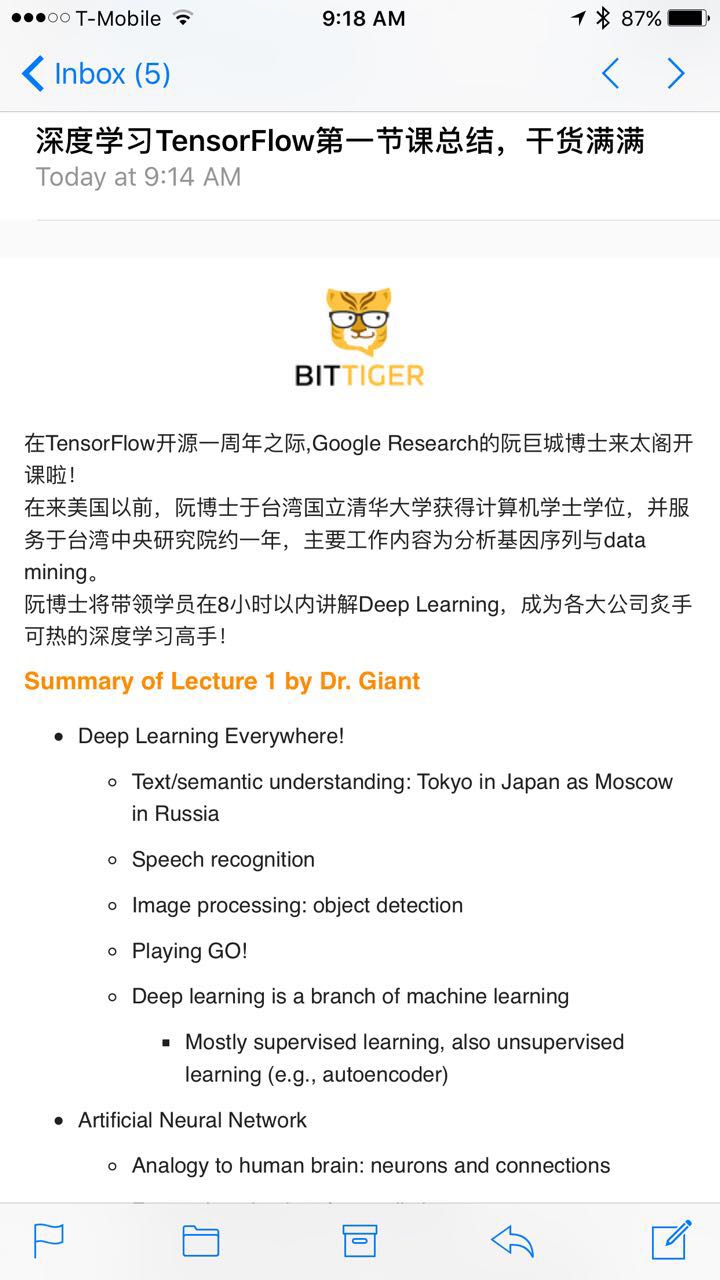 T-Mobile 9:18 AM 87%
Inbox (5)
深度学习TensorFlow第一节课总结，干货满满
Today at 9:14 AM
BITTIGER
在TensorFlow开源一周年之际,Google Research的阮巨城博士来太阁开
课啦！
在来美国以前，阮博士于台湾国立清华大学获得计算机学士学位，并服
务于台湾中央研究院约一年，主要工作内容为分析基因序列与data
mining。
阮博士将带领学员在8小时以内讲解Deep Learning，成为各大公司炙手
可热的深度学习高手！
Summary of Lecture 1 by Dr. Giant
• Deep Learning Everywhere!
◦ Text/semantic understanding: Tokyo in Japan as Moscow
in Russia
◦ Speech recognition
◦ Image processing: object detection
◦ Playing GO!
◦ Deep learning is a branch of machine learning
▪ Mostly supervised learning, also unsupervised
learning (e.g., autoencoder)
• Artificial Neural Network
◦ Analogy to human brain: neurons and connections